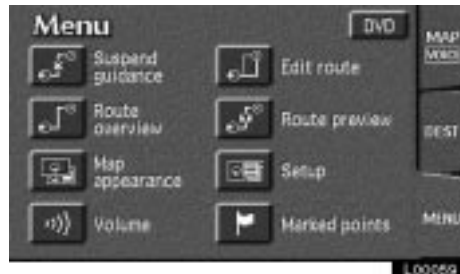 Menu
DVD
MAP
VOICE
Suspend
guidance
Edit route
Route
overview
Route preview
DEST
Map
appearance
Setup
Volume
Marked points
MENU
L00059